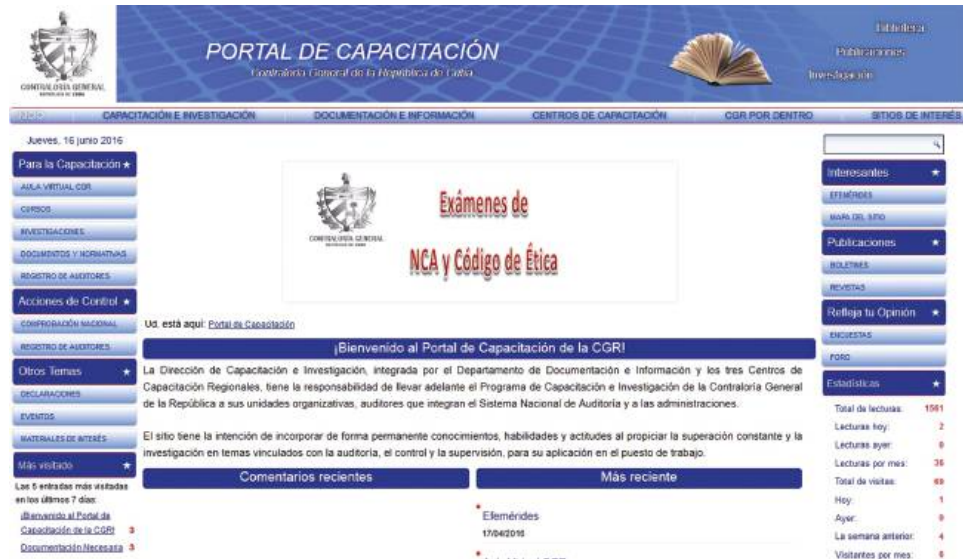 CONTRALORÍA GENERAL
REPÚBLICA DE CUBA
PORTAL DE CAPACITACIÓN
Contraloría General de la República de Cuba
Biblioteca
Publicaciones
Investigación
INICIO
CAPACITACIÓN E INVESTIGACIÓN
DOCUMENTACIÓN E INFORMACIÓN
CENTROS DE CAPACITACIÓN
CGR POR DENTRO
SITIOS DE INTERÉS
Jueves, 16 junio 2016
Para la Capacitación
AULA VIRTUAL CGR
CURSOS
INVESTIGACIONES
DOCUMENTOS Y NORMATIVAS
REGISTRO DE AUDITORES
Acciones de Control
COMPROBACIÓN NACIONAL
REGISTRO DE AUDITORES
Otros Temas
DECLARACIONES
EVENTOS
MATERIALES DE INTERÉS
Más visitado
Las 5 entradas más visitadas
en los últimos 7 días:
¡Bienvenido al Portal de
Capacitación de la CGR! 3
Documentación Necesaria 3
CONTRALORÍA GENERAL
REPÚBLICA DE CUBA
Exámenes de
NCA y Código de Ética
Ud. está aquí: Portal de Capacitación
¡Bienvenido al Portal de Capacitación de la CGR!
La Dirección de Capacitación e Investigación, integrada por el Departamento de Documentación e Información y los tres Centros de
Capacitación Regionales, tiene la responsabilidad de llevar adelante el Programa de Capacitación e Investigación de la Contraloría General
de la República a sus unidades organizativas, auditores que integran el Sistema Nacional de Auditoría y a las administraciones.
El sitio tiene la intención de incorporar de forma permanente conocimientos, habilidades y actitudes al propiciar la superación constante y la
investigación en temas vinculados con la auditoría, el control y la supervisión, para su aplicación en el puesto de trabajo.
Comentarios recientes
Más reciente
Efemérides
17/04/2016
Interesantes
EFEMÉRIDES
MAPA DEL SITIO
Publicaciones
BOLETINES
REVISTAS
Refleja tu Opinión
ENCUESTAS
FORO
Estadísticas
Total de lecturas: 1561
Lecturas hoy: 2
Lecturas ayer: 0
Lecturas por mes: 36
Total de visitas: 69
Hoy: 1
Ayer: 0
La semana anterior: 4
Visitantes por mes: 6